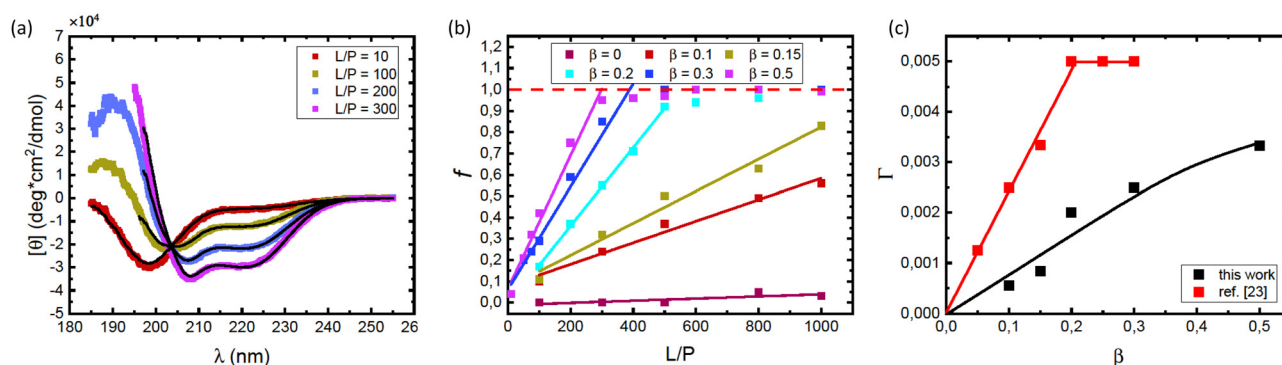 (a)
×10⁴
L/P = 10
L/P = 100
L/P = 200
L/P = 300
[θ] (deg*cm²/dmol)
7
6
5
4
3
2
1
0
-1
-2
-3
-4
-5
180 190 200 210 220 230 240 250 26
λ (nm)
(b)
β = 0 β = 0.1 β = 0.15
β = 0.2 β = 0.3 β = 0.5
f
1,2
1,1
1,0
0,9
0,8
0,7
0,6
0,5
0,4
0,3
0,2
0,1
0,0
0 200 400 600 800 1000
L/P
(c)
Γ
0,005
0,004
0,003
0,002
0,001
0,000
0,0 0,1 0,2 0,3 0,4 0,5
β
this work
ref. [23]